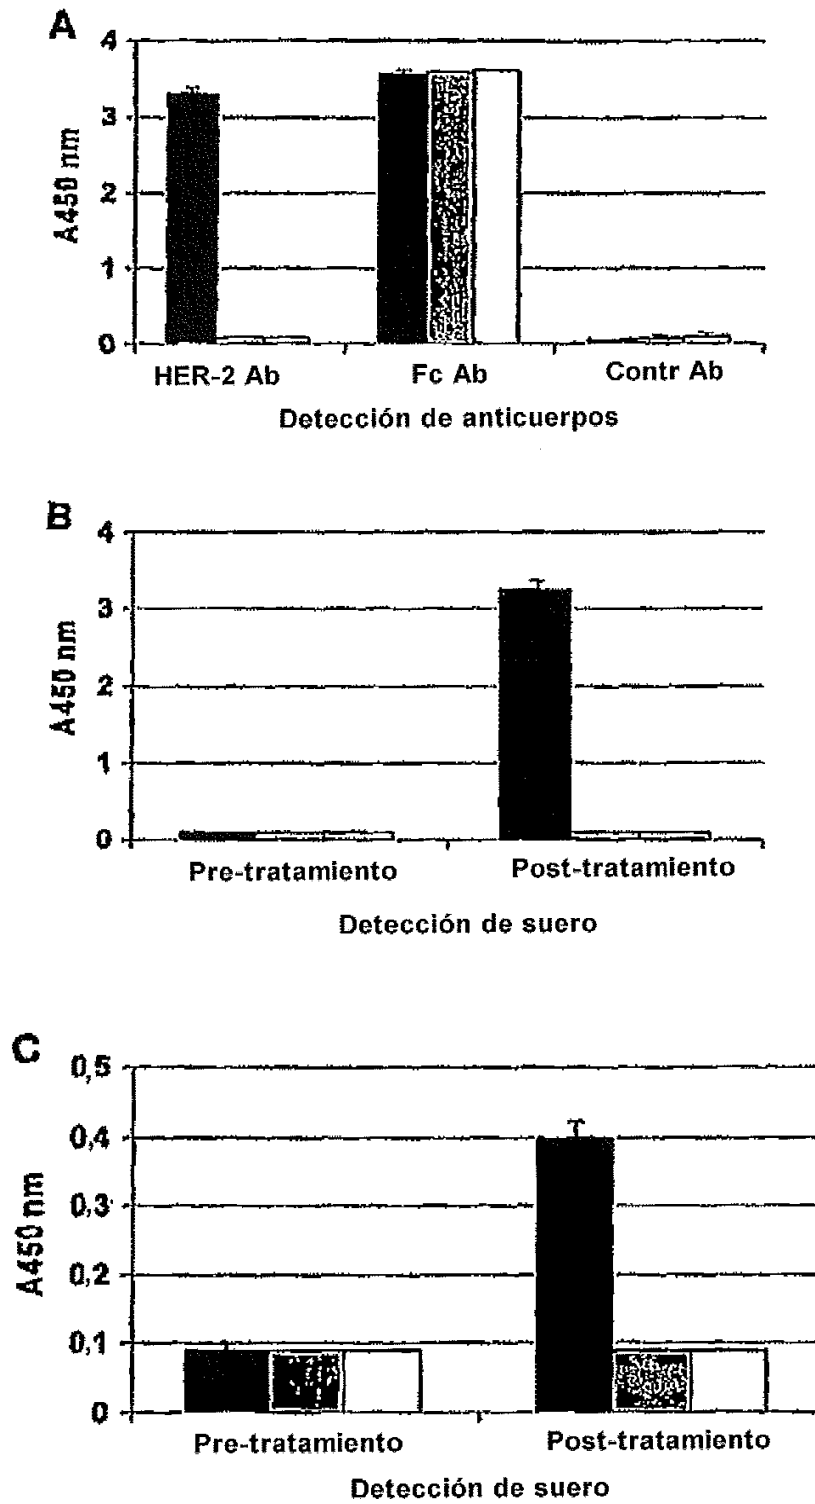 A
4
3
2
1
0
A450 nm
HER-2 Ab
Fc Ab
Contr Ab
Detección de anticuerpos
B
4
3
2
1
0
A450 nm
Pre-tratamiento
Post-tratamiento
Detección de suero
C
0,5
0,4
0,3
0,2
0,1
0
A450 nm
Pre-tratamiento
Post-tratamiento
Detección de suero